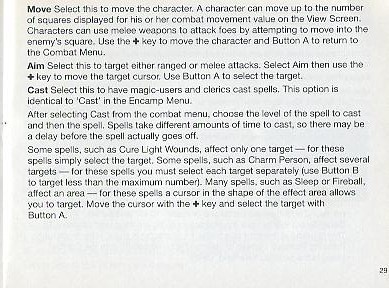 Move Select this to move the character. A character can move up to the number
of squares displayed for his or her combat movement value on the View Screen.
Characters can use melee weapons to attack foes by attempting to move into the
enemy's square. Use the ✚ key to move the character and Button A to return to
the Combat Menu.
Aim Select this to target either ranged or melee attacks. Select Aim then use the
✚ key to move the target cursor. Use Button A to select the target.
Cast Select this to have magic-users and clerics cast spells. This option is
identical to 'Cast' in the Encamp Menu.
After selecting Cast from the combat menu, choose the level of the spell to cast
and then the spell. Spells take different amounts of time to cast, so there may be
a delay before the spell actually goes off.
Some spells, such as Cure Light Wounds, affect only one target — for these
spells simply select the target. Some spells, such as Charm Person, affect several
targets — for these spells you must select each target separately (use Button B
to target less than the maximum number). Many spells, such as Sleep or Fireball,
affect an area — for these spells a cursor in the shape of the effect area allows
you to target. Move the cursor with the ✚ key and select the target with
Button A.
29